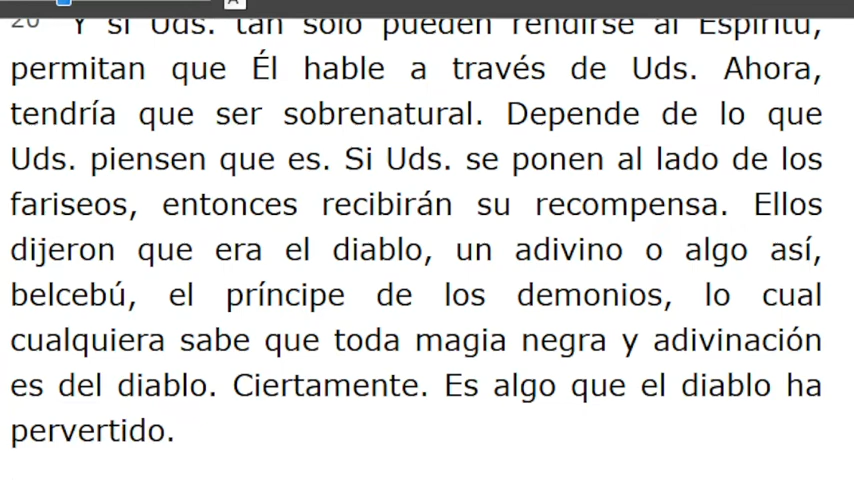 20 Y si Uds. tan solo pueden rendirse al Espíritu,
permitan que Él hable a través de Uds. Ahora,
tendría que ser sobrenatural. Depende de lo que
Uds. piensen que es. Si Uds. se ponen al lado de los
fariseos, entonces recibirán su recompensa. Ellos
dijeron que era el diablo, un adivino o algo así,
belcebú, el príncipe de los demonios, lo cual
cualquiera sabe que toda magia negra y adivinación
es del diablo. Ciertamente. Es algo que el diablo ha
pervertido.